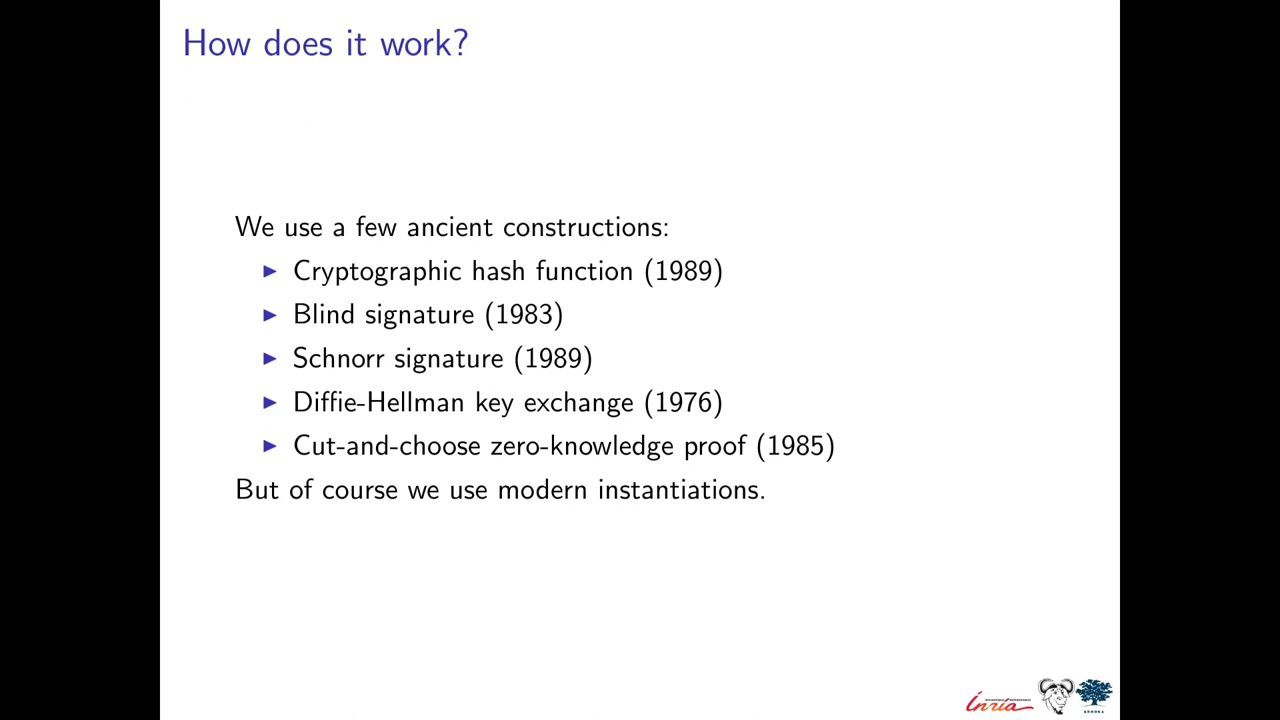 How does it work?
We use a few ancient constructions:
▶ Cryptographic hash function (1989)
▶ Blind signature (1983)
▶ Schnorr signature (1989)
▶ Diffie-Hellman key exchange (1976)
▶ Cut-and-choose zero-knowledge proof (1985)
But of course we use modern instantiations.
Inria
ASHOKA